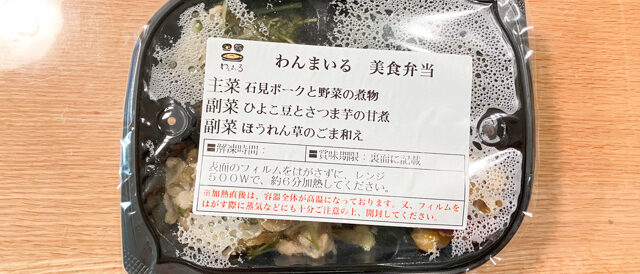 わんまいる
わんまいる 美食弁当
主菜 石見ポークと野菜の煮物
副菜 ひよこ豆とさつま芋の甘煮
副菜 ほうれん草のごま和え
■解凍時間： ■賞味期限：裏面に記載
表面のフィルムをはがさずに、レンジ
500Wで、約6分加熱してください。
※加熱直後は、容器全体が高温になっております。又、フィルムを
はがす際に蒸気などにも十分ご注意の上、開封してください。